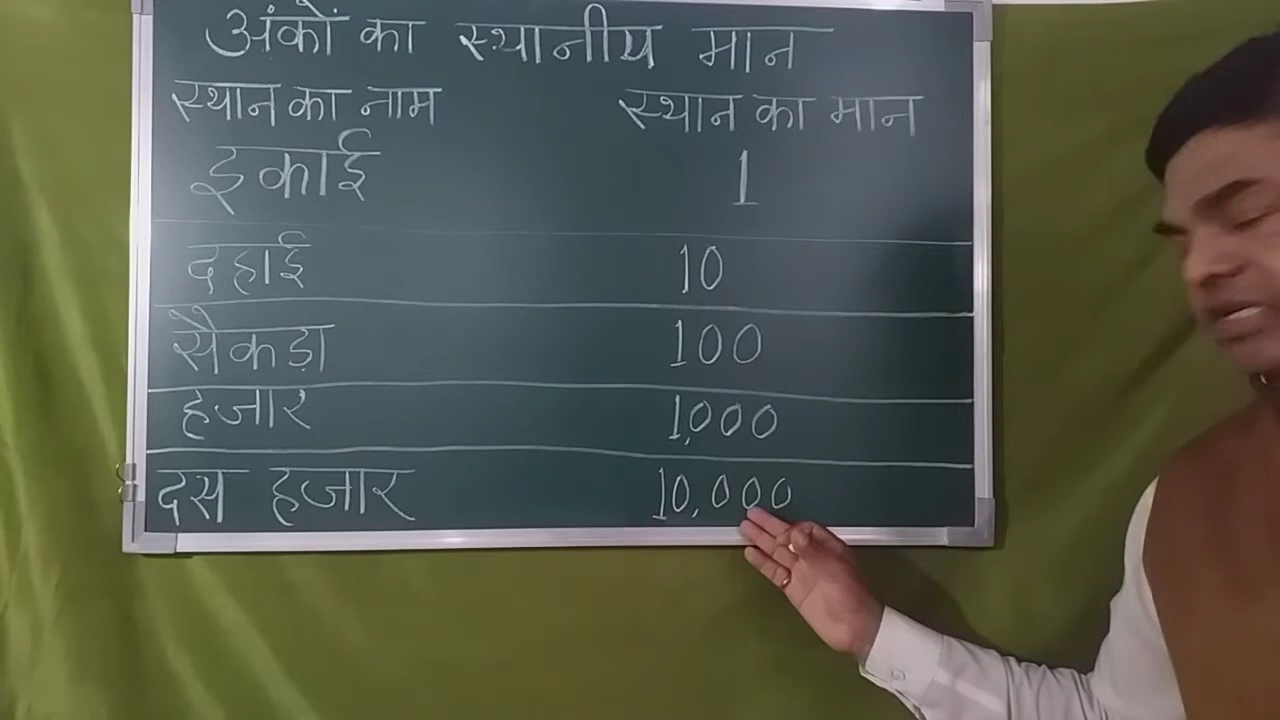 अंकों का स्थानीय मान
स्थान का नाम स्थान का मान
इकाई 1
दहाई 10
सैकड़ा 100
हजार 1,000
दस हजार 10,000